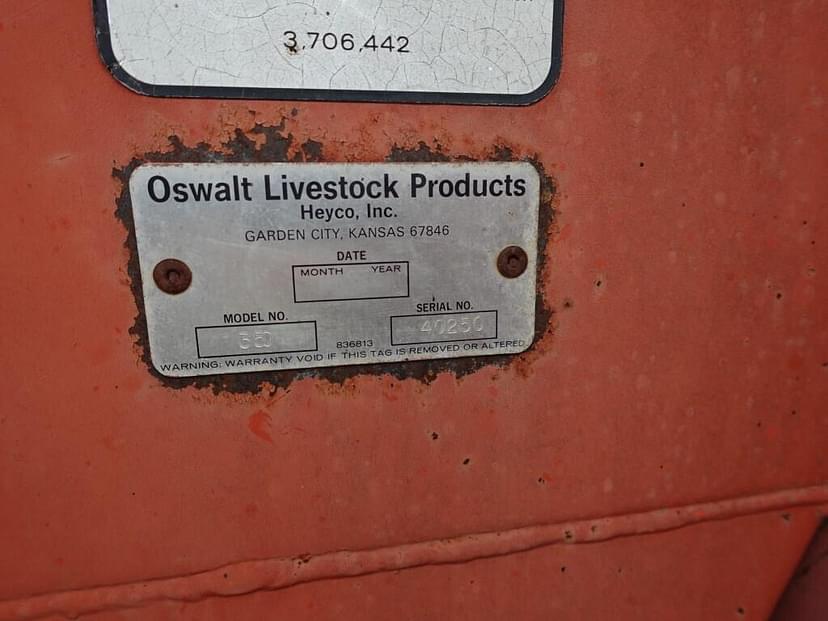 3,706,442
Oswalt Livestock Products
Heyco, Inc.
GARDEN CITY, KANSAS 67846
DATE
MONTH YEAR
MODEL NO. SERIAL NO.
40250
836813
WARNING: WARRANTY VOID IF THIS TAG IS REMOVED OR ALTERED